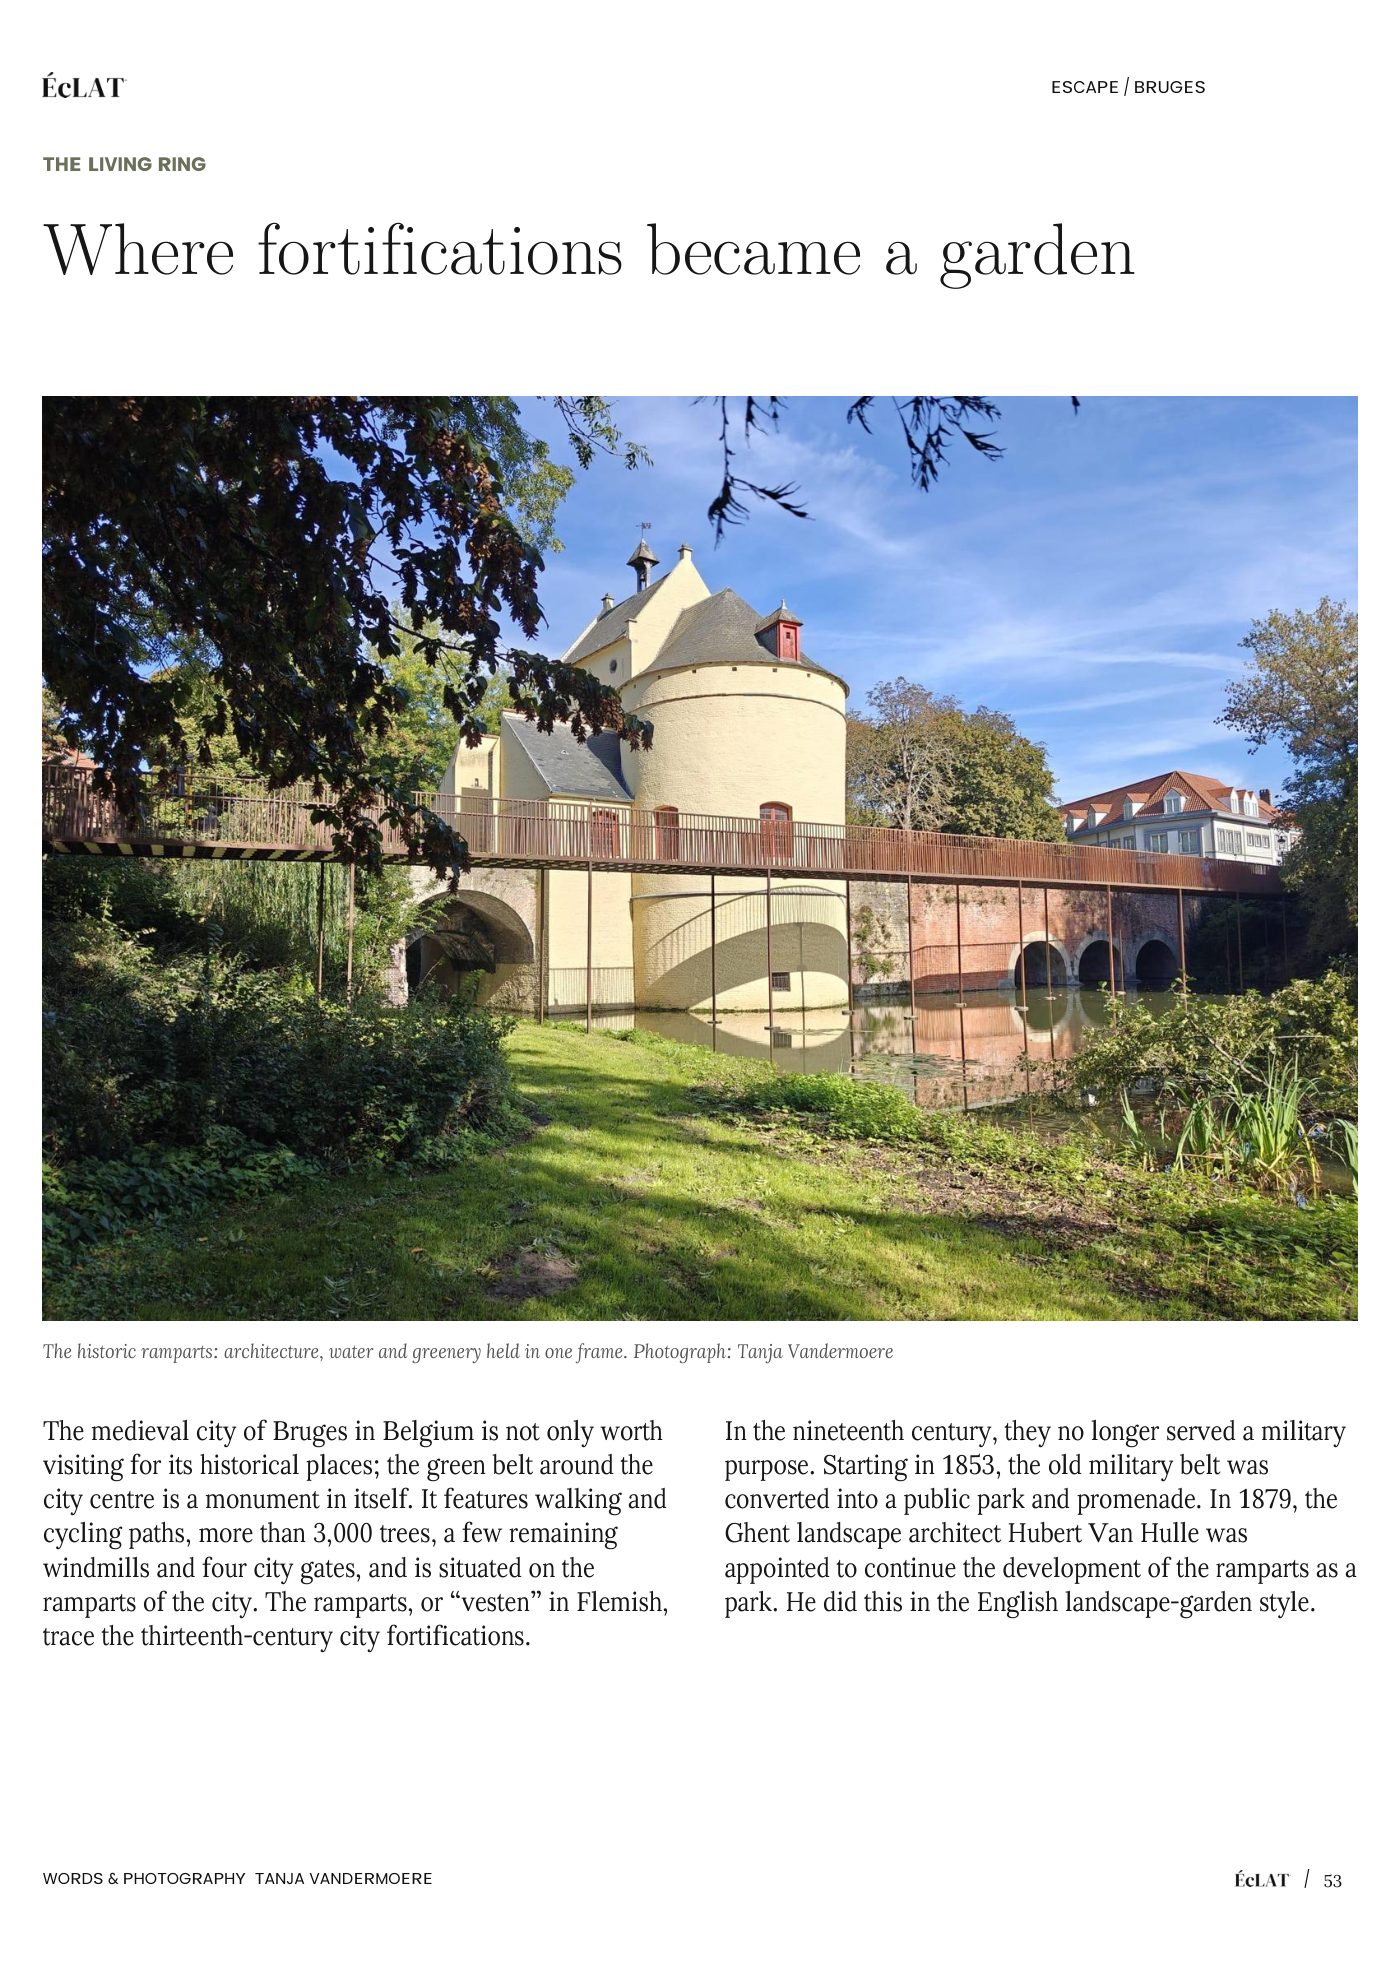 ÉcLAT
ESCAPE / BRUGES
THE LIVING RING
Where fortifications became a garden
The historic ramparts: architecture, water and greenery held in one frame. Photograph: Tanja Vandermoere
The medieval city of Bruges in Belgium is not only worth
visiting for its historical places; the green belt around the
city centre is a monument in itself. It features walking and
cycling paths, more than 3,000 trees, a few remaining
windmills and four city gates, and is situated on the
ramparts of the city. The ramparts, or “vesten” in Flemish,
trace the thirteenth-century city fortifications.
In the nineteenth century, they no longer served a military
purpose. Starting in 1853, the old military belt was
converted into a public park and promenade. In 1879, the
Ghent landscape architect Hubert Van Hulle was
appointed to continue the development of the ramparts as a
park. He did this in the English landscape-garden style.
WORDS & PHOTOGRAPHY TANJA VANDERMOERE
ÉcLAT / 53